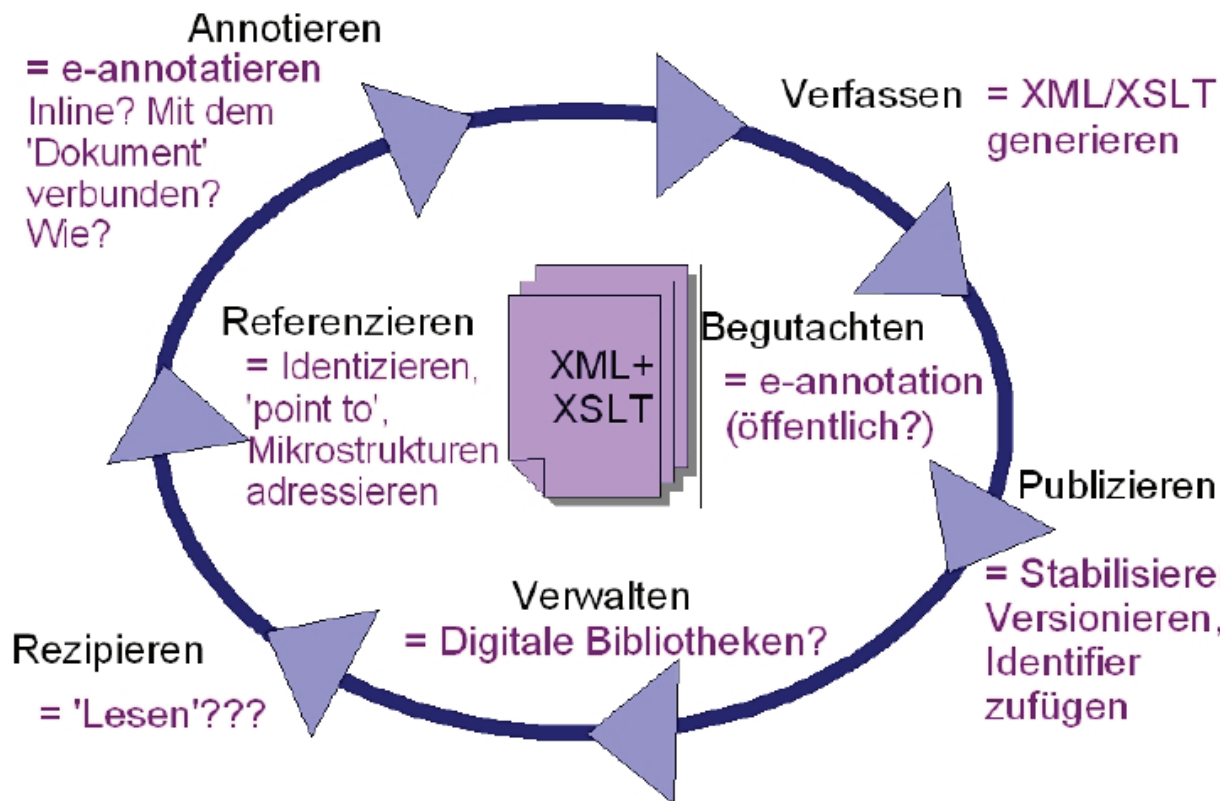 Annotieren
= e-annotatieren
Inline? Mit dem
'Dokument'
verbunden?
Wie?
Verfassen = XML/XSLT
generieren
Begutachten
= e-annotation
(öffentlich?)
Publizieren
= Stabilisieren
Versionieren,
Identifier
zufügen
Verwalten
= Digitale Bibliotheken?
Rezipieren
= 'Lesen'???
Referenzieren
= Identizieren,
'point to',
Mikrostrukturen
adressieren
XML+
XSLT